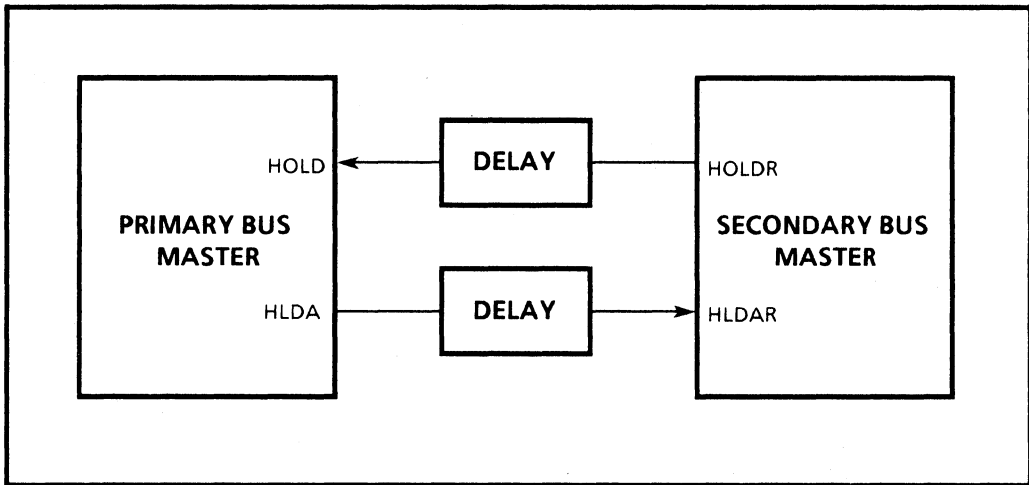 DELAY
HOLD
HOLDR
PRIMARY BUS
MASTER
SECONDARY BUS
MASTER
HLDA
DELAY
HLDAR